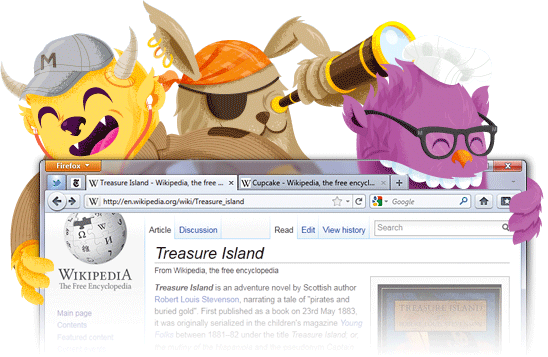 M
Firefox
Treasure Island - Wikipedia, the free ...
Cupcake - Wikipedia, the free encycl...
http://en.wikipedia.org/wiki/Treasure_island
Google
Article Discussion Read Edit View history Search
WIKIPEDIA
The Free Encyclopedia
Main page
Contents
Featured content
Treasure Island
From Wikipedia, the free encyclopedia
Treasure Island is an adventure novel by Scottish author
Robert Louis Stevenson, narrating a tale of "pirates and
buried gold". First published as a book on 23rd May 1883,
it was originally serialized in the children's magazine Young
Folks between 1881–82 under the title Treasure Island, or
TREASURE ISLAND